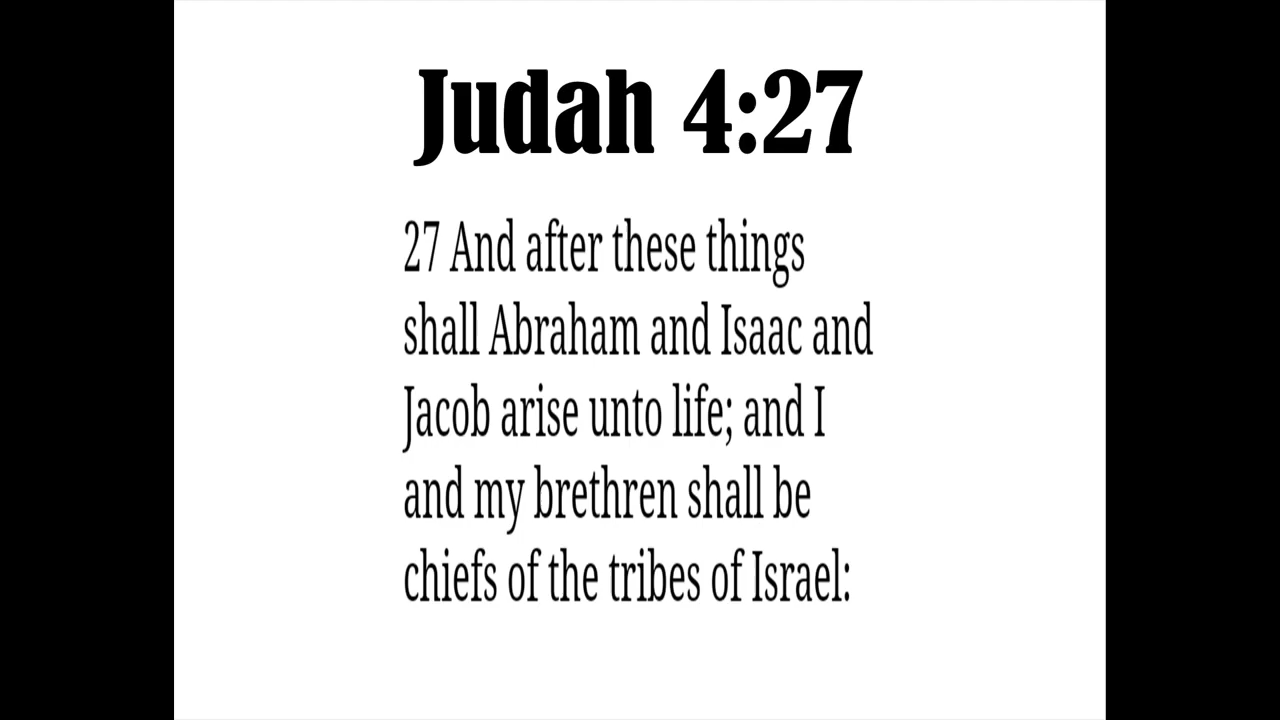 Judah 4:27
27 And after these things
shall Abraham and Isaac and
Jacob arise unto life; and I
and my brethren shall be
chiefs of the tribes of Israel: